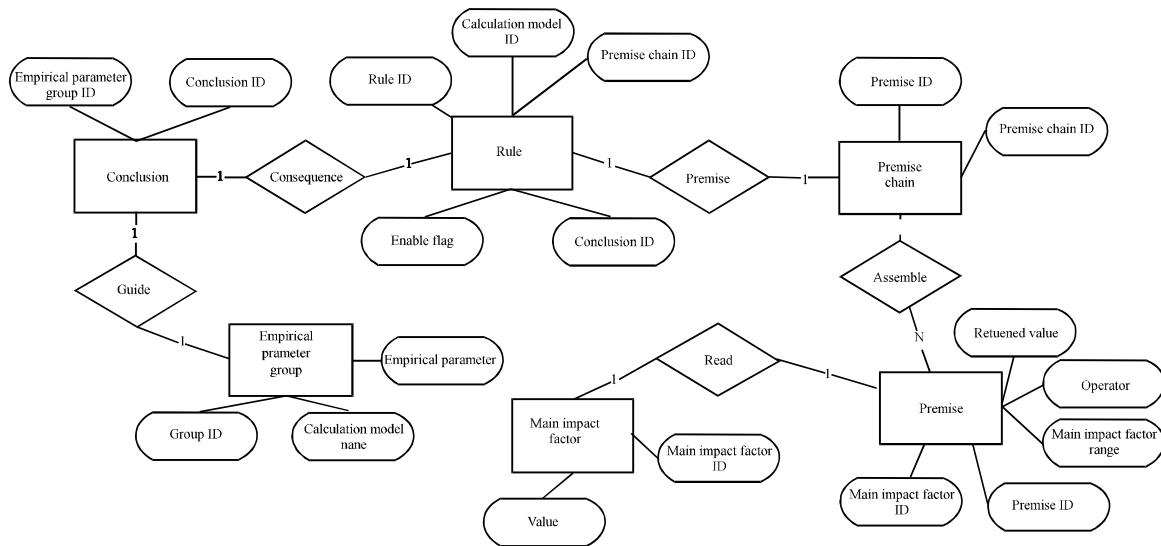 Calculation model
ID
Premise chain ID
Rule ID
Empirical parameter
group ID
Conclusion ID
Premise ID
Premise chain ID
Conclusion
1
Consequence
1
Rule
1
Premise
1
Premise
chain
1
Enable flag
Conclusion ID
Guide
Assemble
1
Empirical
prameter
group
Empirical parameter
Group ID
Calculation model
nane
N
Retuened value
Read
1
1
Operator
Premise
Main impact factor
range
Main impact
factor
Main impact factor
ID
Main impact factor
ID
Premise ID
Value